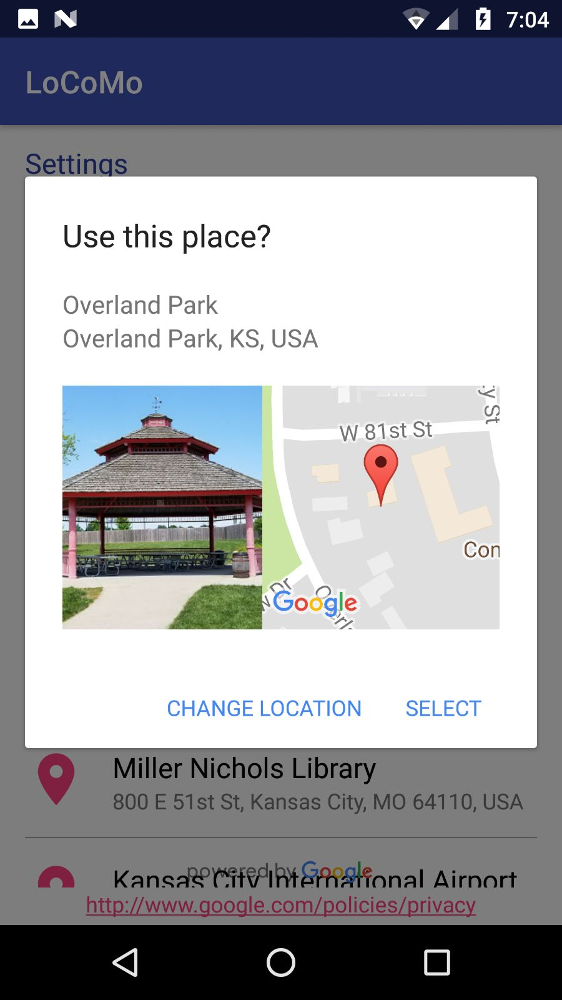 7:04
LoCoMo
Settings
Use this place?
Overland Park
Overland Park, KS, USA
W 81st St
y St
Con
w Dr
Overl
Google
CHANGE LOCATION
SELECT
Miller Nichols Library
800 E 51st St, Kansas City, MO 64110, USA
powered by Google
Kansas City International Airport
http://www.google.com/policies/privacy